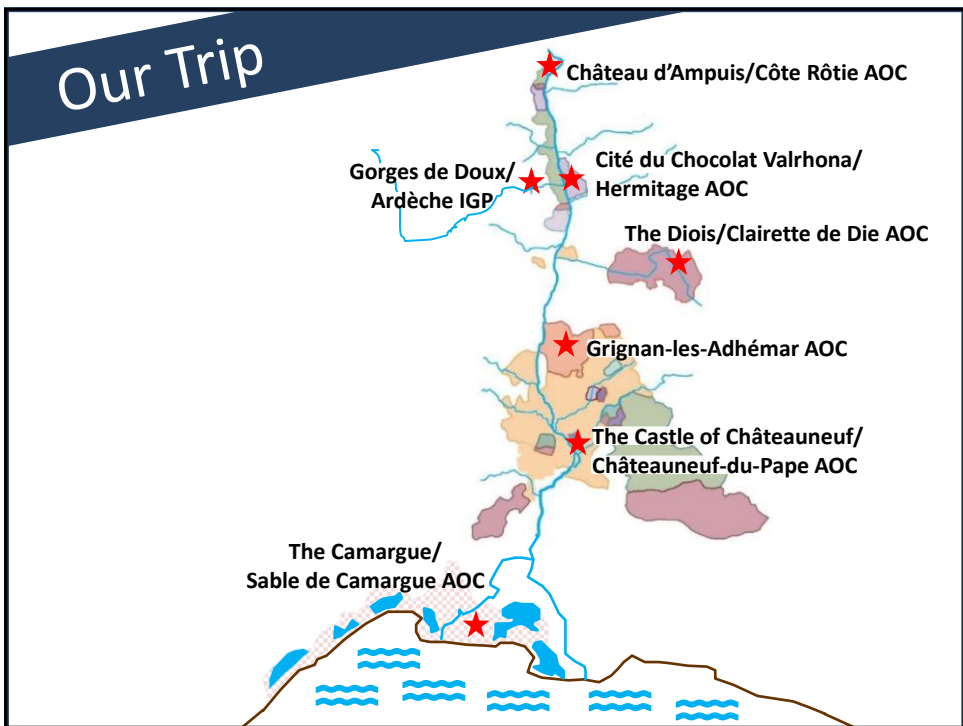 Our Trip
Château d'Ampuis/Côte Rôtie AOC
Gorges de Doux/
Ardèche IGP
Cité du Chocolat Valrhona/
Hermitage AOC
The Diois/Clairette de Die AOC
Grignan-les-Adhémar AOC
The Castle of Châteauneuf/
Châteauneuf-du-Pape AOC
The Camargue/
Sable de Camargue AOC